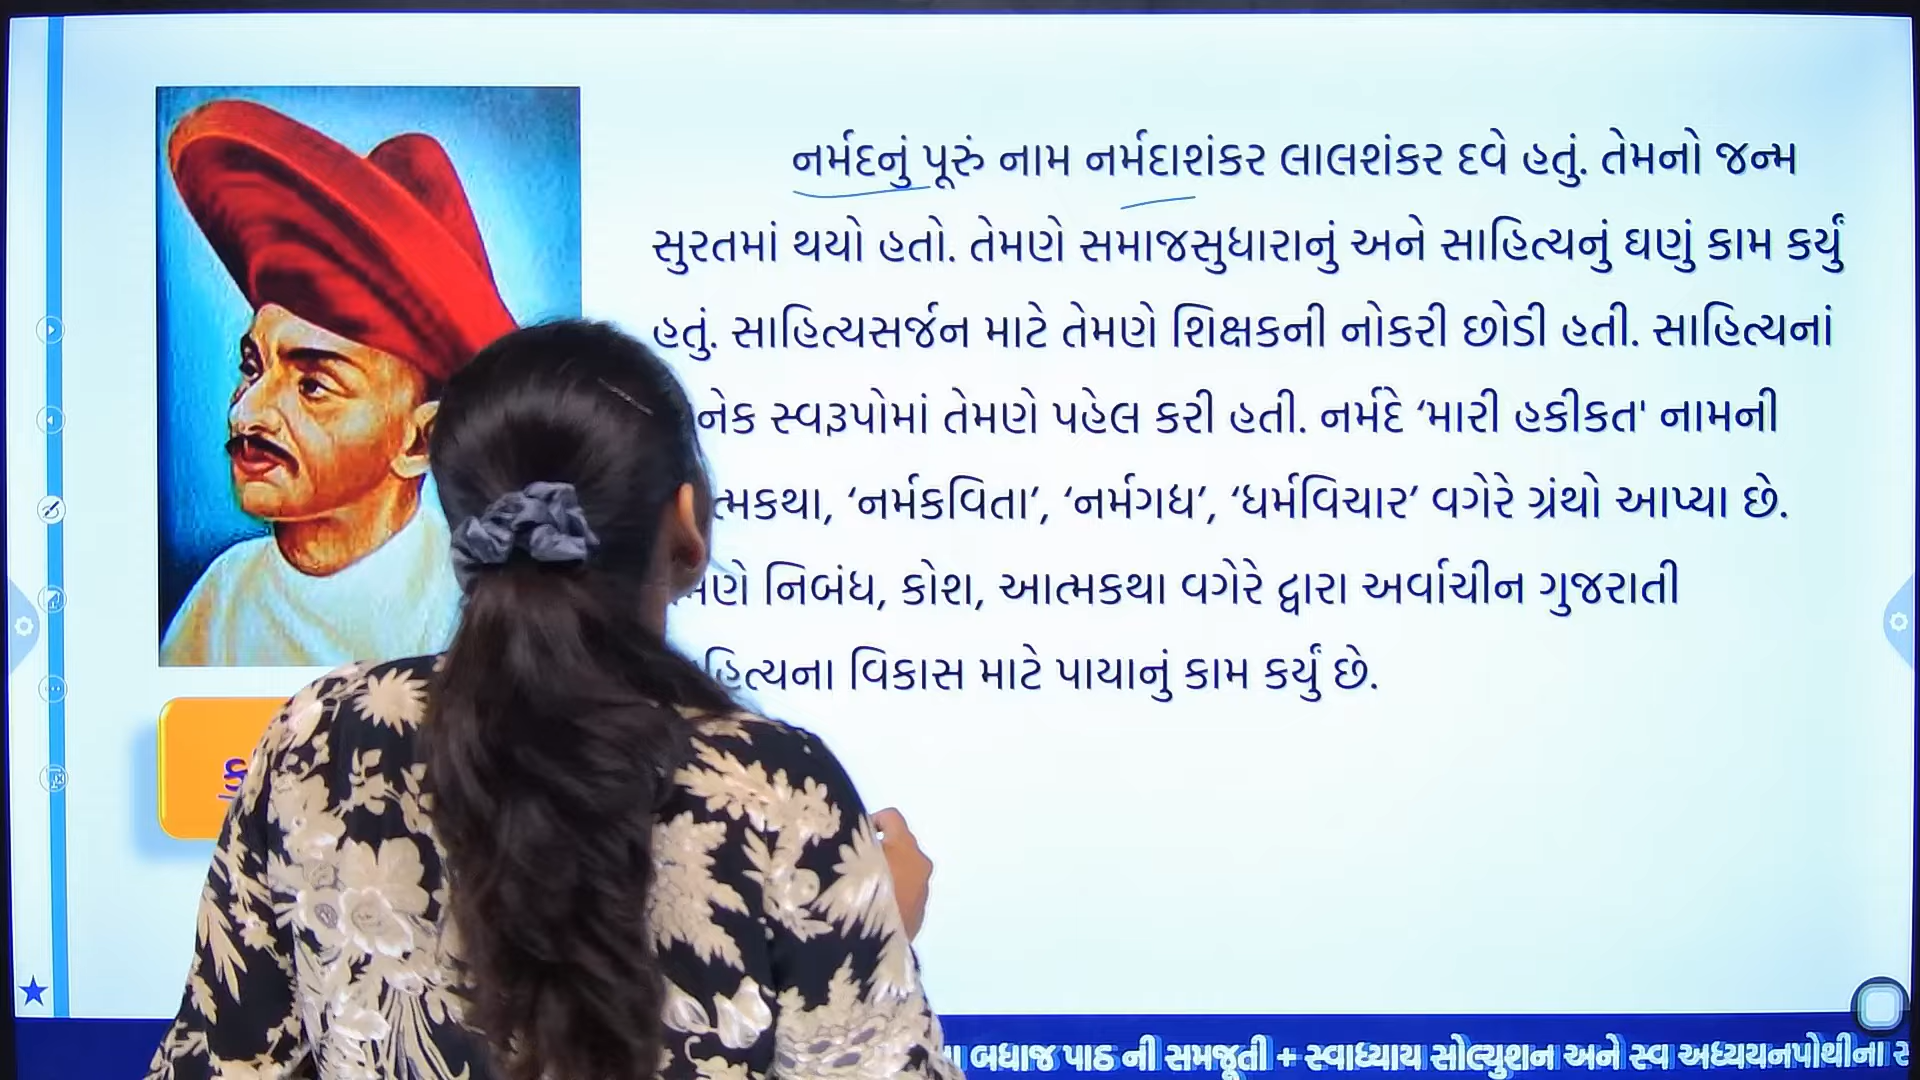 નર્મદનું પૂરું નામ નર્મદાશંકર લાલશંકર દવે હતું. તેમનો જન્મ
સુરતમાં થયો હતો. તેમણે સમાજસુધારાનું અને સાહિત્યનું ઘણું કામ કર્યું
હતું. સાહિત્યસર્જન માટે તેમણે શિક્ષકની નોકરી છોડી હતી. સાહિત્યનાં
સ્વરૂપોમાં તેમણે પહેલ કરી હતી. નર્મદે ‘મારી હકીકત' નામની
‘નર્મકવિતા’, ‘નર્મગદ્ય’, ‘ધર્મવિચાર’ વગેરે ગ્રંથો આપ્યા છે.
નિબંધ, કોશ, આત્મકથા વગેરે દ્વારા અર્વાચીન ગુજરાતી
વિકાસ માટે પાયાનું કામ કર્યું છે.
બધાજ પાઠ ની સમજૂતી + સ્વાધ્યાય સોલ્યુશન અને સ્વ અધ્યયનપોથીના